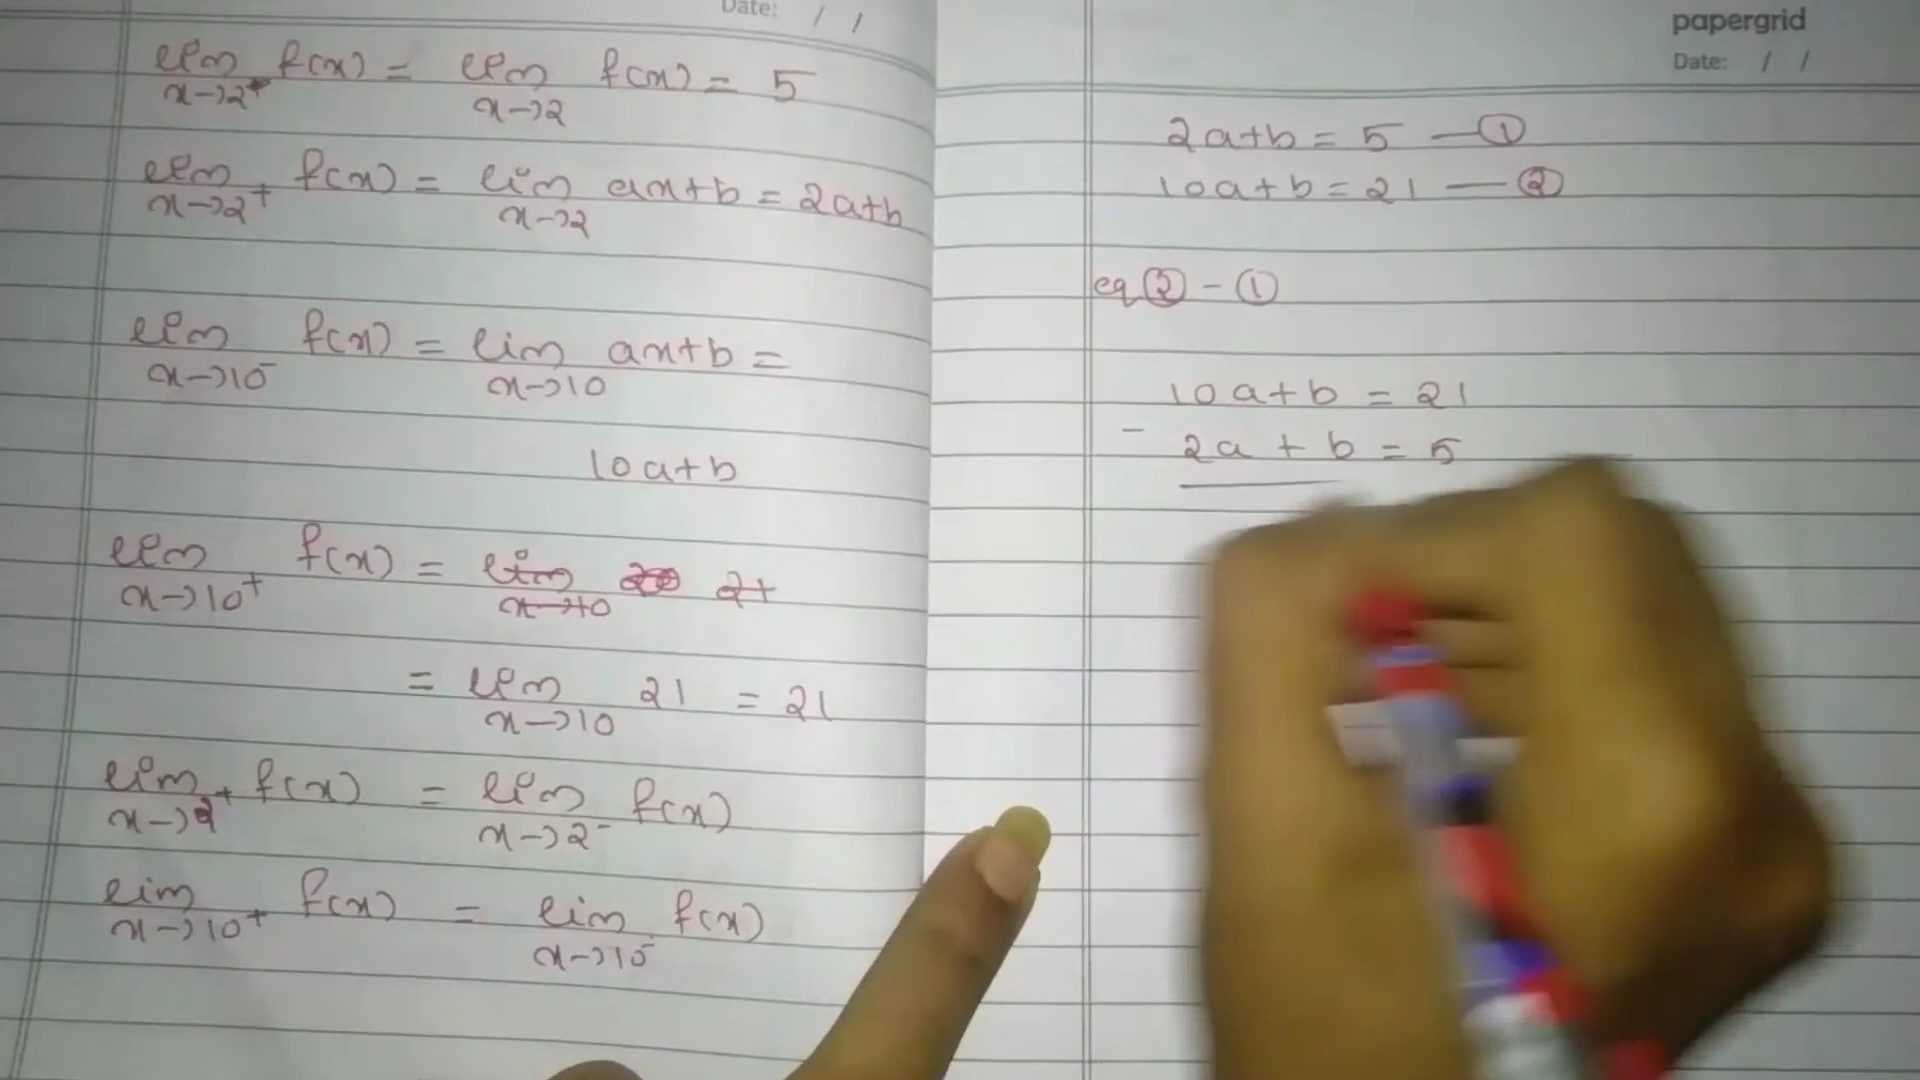 Date: / /
lim x→2⁻ f(x) = lim x→2 f(x) = 5
lim x→2⁺ f(x) = lim x→2 ax+b = 2a+b
lim x→10⁻ f(x) = lim x→10 ax+b =
10a+b
lim x→10⁺ f(x) = lim x→10 21
= lim x→10 21 = 21
lim x→2⁺ f(x) = lim x→2⁻ f(x)
lim x→10⁺ f(x) = lim x→10⁻ f(x)
papergrid
Date: / /
2a+b = 5 — ①
10a+b = 21 — ②
eq ② - ①
10a+b = 21
- 2a + b = 5